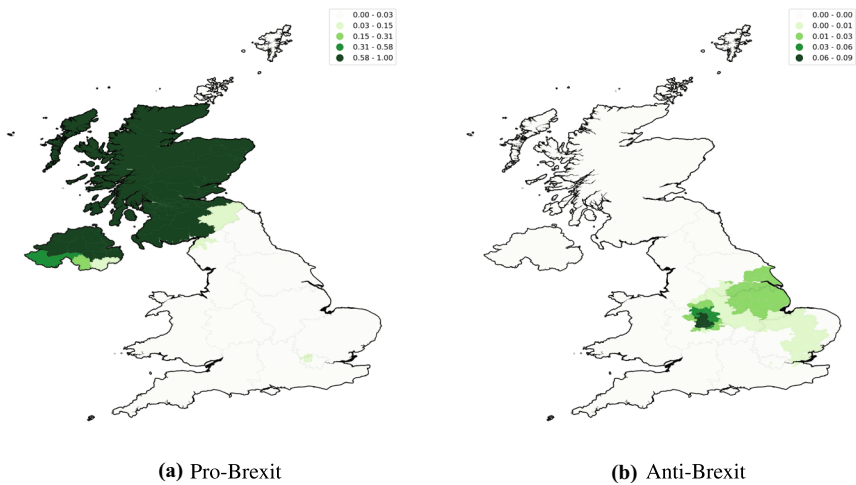 0.00 - 0.03
0.03 - 0.15
0.15 - 0.31
0.31 - 0.58
0.58 - 1.00
0.00 - 0.00
0.00 - 0.01
0.01 - 0.03
0.03 - 0.06
0.06 - 0.09
(a) Pro-Brexit
(b) Anti-Brexit